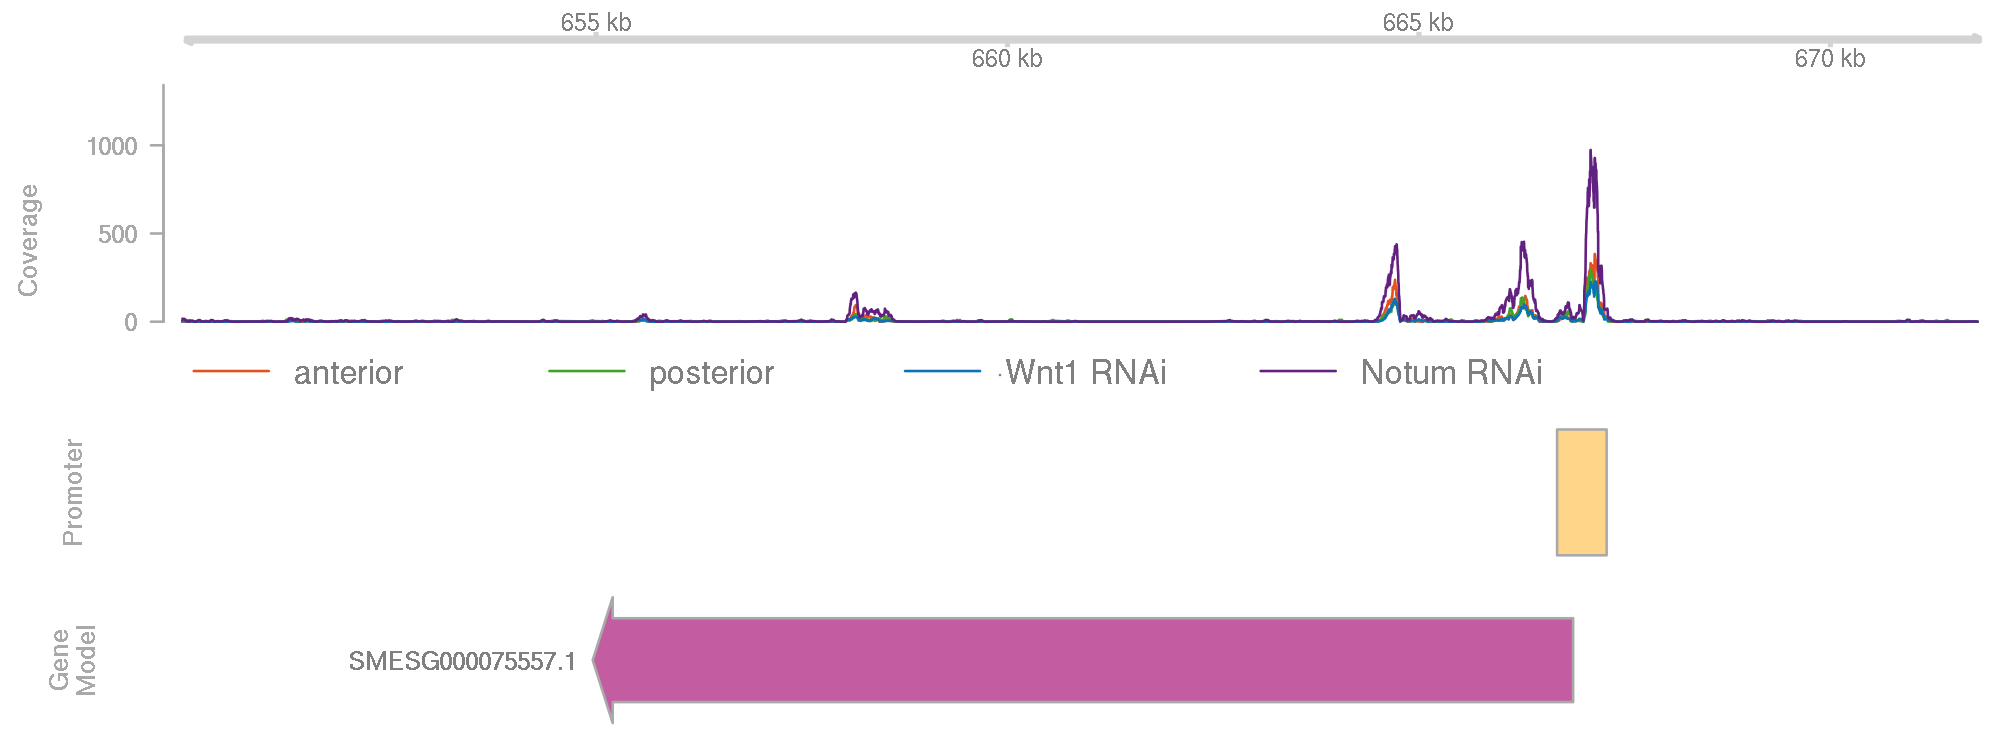 655 kb
665 kb
660 kb
670 kb
Coverage
1000
500
0
anterior
posterior
Wnt1 RNAi
Notum RNAi
Promoter
Gene
Model
SMESG000075557.1